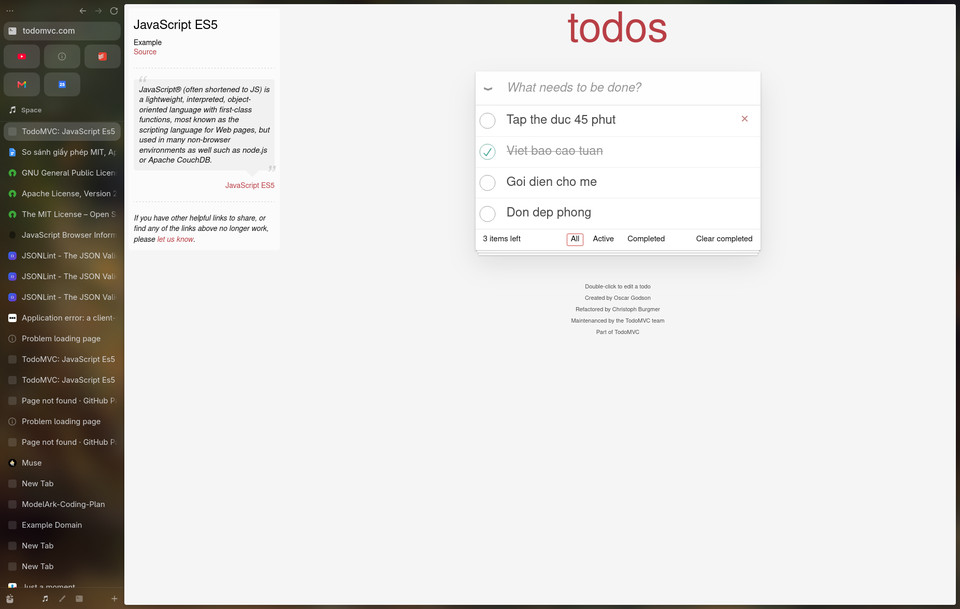 todomvc.com
Space
TodoMVC: JavaScript Es5
So sánh giấy phép MIT, Ap
GNU General Public Licen
Apache License, Version 2
The MIT License – Open S
JavaScript Browser Inform
JSONLint - The JSON Vali
JSONLint - The JSON Vali
JSONLint - The JSON Vali
Application error: a client-
Problem loading page
TodoMVC: JavaScript Es5
TodoMVC: JavaScript Es5
Page not found · GitHub P
Problem loading page
Page not found · GitHub P
Muse
New Tab
ModelArk-Coding-Plan
Example Domain
New Tab
New Tab
Just a moment
JavaScript ES5
Example
Source
JavaScript® (often shortened to JS) is
a lightweight, interpreted, object-
oriented language with first-class
functions, most known as the
scripting language for Web pages, but
used in many non-browser
environments as well such as node.js
or Apache CouchDB.
JavaScript ES5
If you have other helpful links to share, or
find any of the links above no longer work,
please let us know.
todos
What needs to be done?
Tap the duc 45 phut
Viet bao cao tuan
Goi dien cho me
Don dep phong
3 items left All Active Completed Clear completed
Double-click to edit a todo
Created by Oscar Godson
Refactored by Christoph Burgmer
Maintenanced by the TodoMVC team
Part of TodoMVC